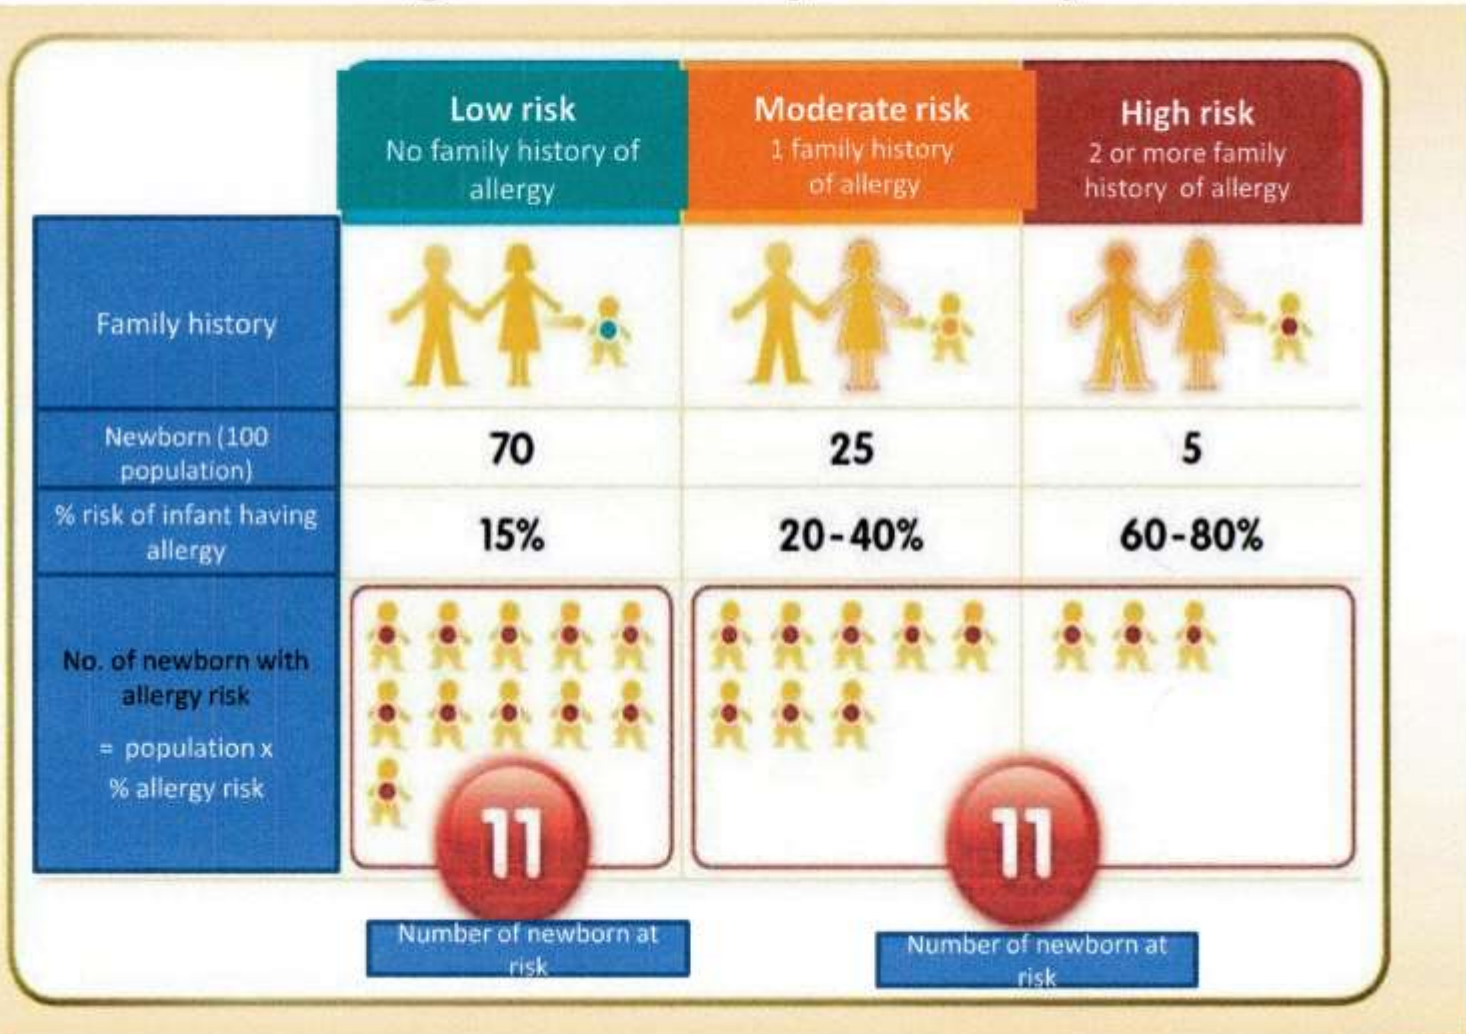 Low risk
No family history of
allergy
Moderate risk
1 family history
of allergy
High risk
2 or more family
history of allergy
Family history
Newborn (100
population)
70
25
5
% risk of infant having
allergy
15%
20-40%
60-80%
No. of newborn with
allergy risk
= population x
% allergy risk
11
11
Number of newborn at
risk
Number of newborn at
risk